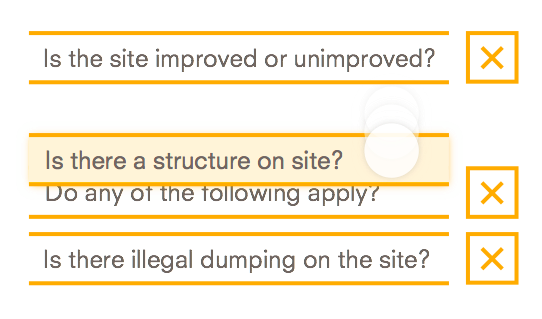 Is the site improved or unimproved?
Is there a structure on site?
Do any of the following apply?
Is there illegal dumping on the site?